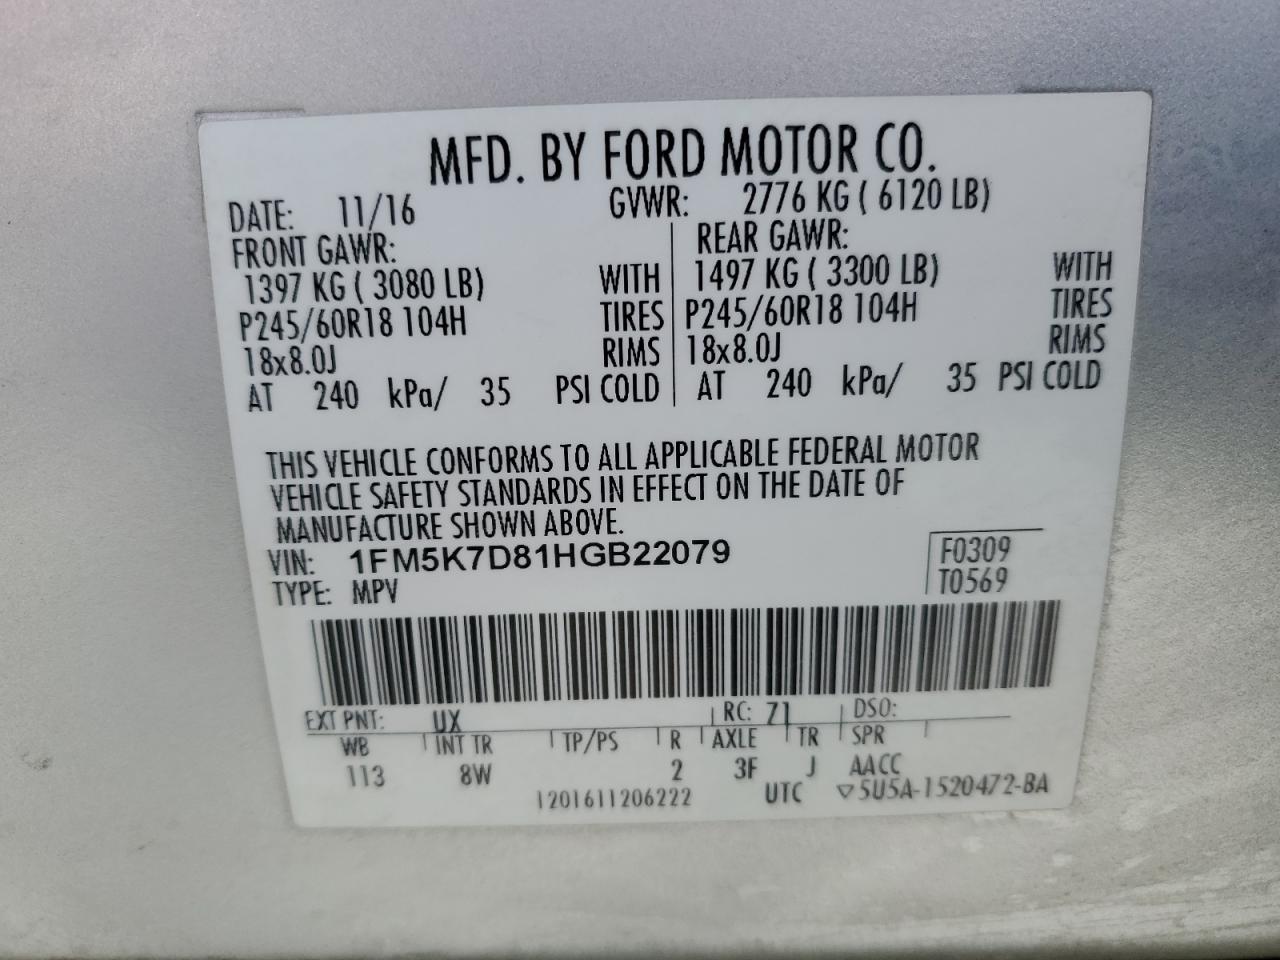 MFD. BY FORD MOTOR CO.
DATE: 11/16 GVWR: 2776 KG ( 6120 LB)
FRONT GAWR: REAR GAWR:
1397 KG ( 3080 LB) WITH 1497 KG ( 3300 LB) WITH
P245/60R18 104H TIRES P245/60R18 104H TIRES
18x8.0J RIMS 18x8.0J RIMS
AT 240 kPa/ 35 PSI COLD AT 240 kPa/ 35 PSI COLD
THIS VEHICLE CONFORMS TO ALL APPLICABLE FEDERAL MOTOR
VEHICLE SAFETY STANDARDS IN EFFECT ON THE DATE OF
MANUFACTURE SHOWN ABOVE.
VIN: 1FM5K7D81HGB22079 F0309
TYPE: MPV T0569
EXT PNT: UX RC: 71 DSO:
WB INT TR TP/PS R AXLE TR SPR
113 8W 2 3F J AACC
1201611206222 UTC ▽5U5A-1520472-BA